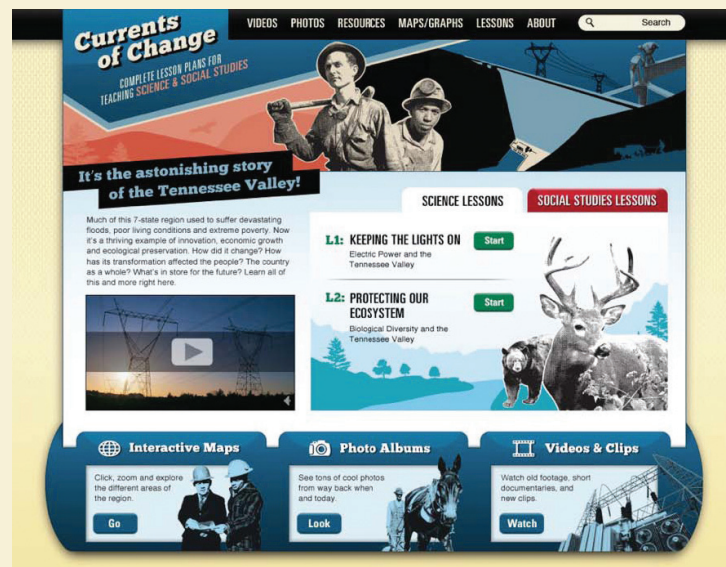 Currents
of Change
COMPLETE LESSON PLANS FOR
TEACHING SCIENCE & SOCIAL STUDIES
VIDEOS PHOTOS RESOURCES MAPS/GRAPHS LESSONS ABOUT Search
It's the astonishing story
of the Tennessee Valley!
Much of this 7-state region used to suffer devastating
floods, poor living conditions and extreme poverty. Now
it's a thriving example of innovation, economic growth
and ecological preservation. How did it change? How
has its transformation affected the people? The country
as a whole? What's in store for the future? Learn all of
this and more right here.
SCIENCE LESSONS SOCIAL STUDIES LESSONS
L1: KEEPING THE LIGHTS ON Start
Electric Power and the
Tennessee Valley
L2: PROTECTING OUR Start
ECOSYSTEM
Biological Diversity and the
Tennessee Valley
Interactive Maps
Click, zoom and explore
the different areas of
the region.
Go
Photo Albums
See tons of cool photos
from way back when
and today.
Look
Videos & Clips
Watch old footage, short
documentaries, and
new clips.
Watch